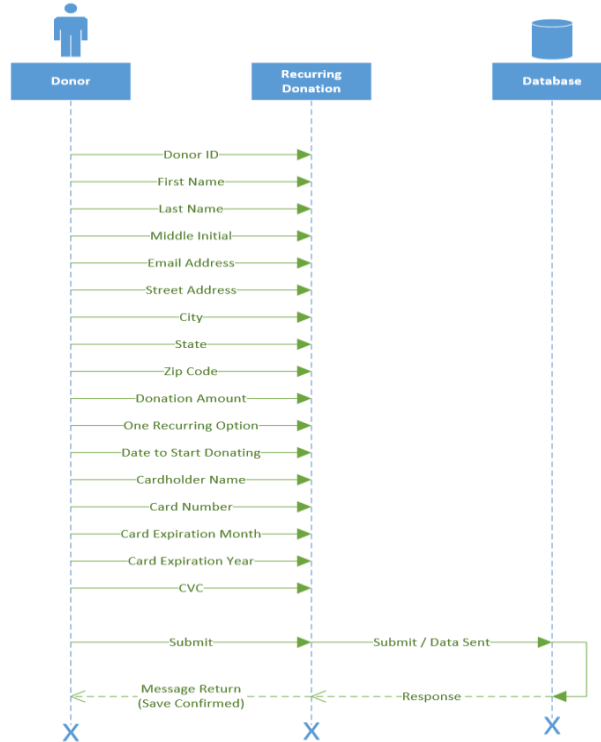 Donor
Recurring
Donation
Database
Donor ID
First Name
Last Name
Middle Initial
Email Address
Street Address
City
State
Zip Code
Donation Amount
One Recurring Option
Date to Start Donating
Cardholder Name
Card Number
Card Expiration Month
Card Expiration Year
CVC
Submit
Submit / Data Sent
Message Return
(Save Confirmed)
Response
X
X
X